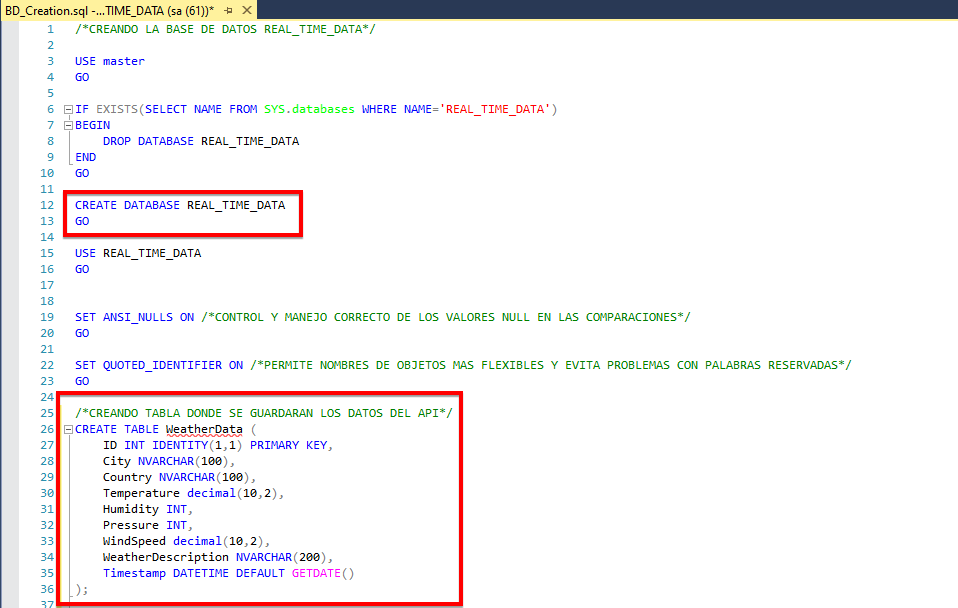 BD_Creation.sql -...TIME_DATA (sa (61))*
1 /*CREANDO LA BASE DE DATOS REAL_TIME_DATA*/
2
3 USE master
4 GO
5
6 IF EXISTS(SELECT NAME FROM SYS.databases WHERE NAME='REAL_TIME_DATA')
7 BEGIN
8 DROP DATABASE REAL_TIME_DATA
9 END
10 GO
11
12 CREATE DATABASE REAL_TIME_DATA
13 GO
14
15 USE REAL_TIME_DATA
16 GO
17
18
19 SET ANSI_NULLS ON /*CONTROL Y MANEJO CORRECTO DE LOS VALORES NULL EN LAS COMPARACIONES*/
20 GO
21
22 SET QUOTED_IDENTIFIER ON /*PERMITE NOMBRES DE OBJETOS MAS FLEXIBLES Y EVITA PROBLEMAS CON PALABRAS RESERVADAS*/
23 GO
24
25 /*CREANDO TABLA DONDE SE GUARDARAN LOS DATOS DEL API*/
26 CREATE TABLE WeatherData (
27 ID INT IDENTITY(1,1) PRIMARY KEY,
28 City NVARCHAR(100),
29 Country NVARCHAR(100),
30 Temperature decimal(10,2),
31 Humidity INT,
32 Pressure INT,
33 WindSpeed decimal(10,2),
34 WeatherDescription NVARCHAR(200),
35 Timestamp DATETIME DEFAULT GETDATE()
36 );
37